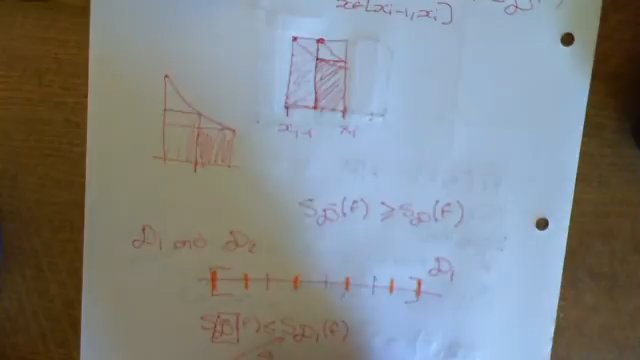 x∈[xi-1, xi]
xi-1 xi
S𝒟̃(f) ≥ S𝒟(f)
𝒟1 and 𝒟2
𝒟1
S𝒟̃(f) ≤ S𝒟1(f)